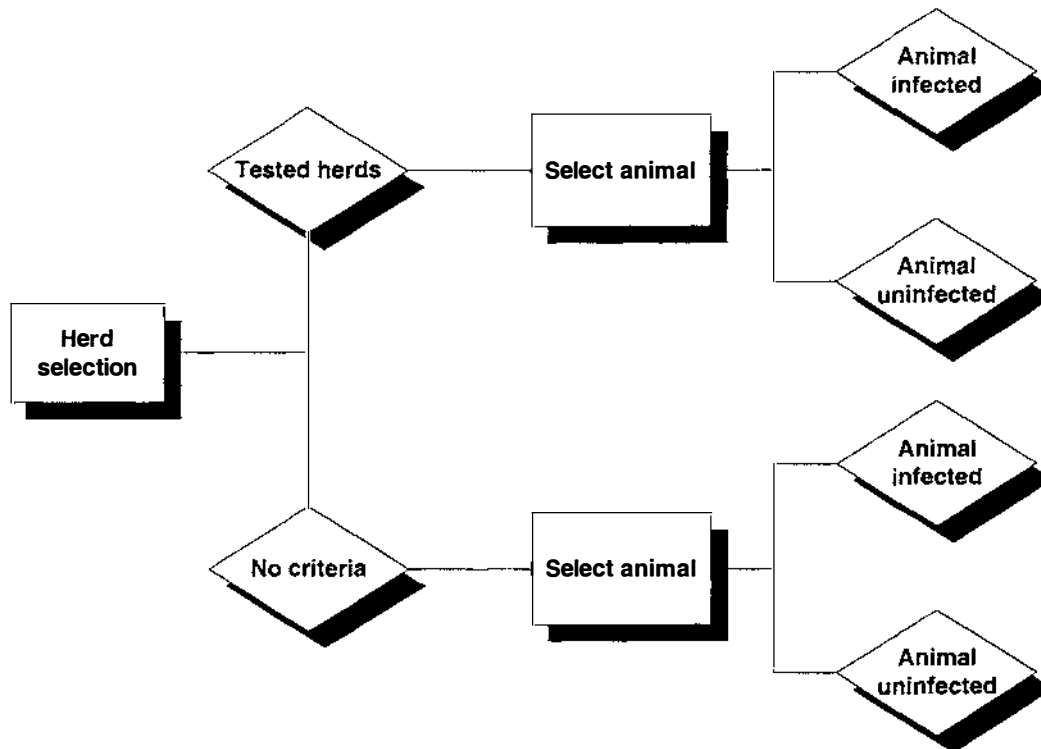 Animal
infected
Tested herds
Select animal
Animal
uninfected
Herd
selection
Animal
infected
No criteria
Select animal
Animal
uninfected